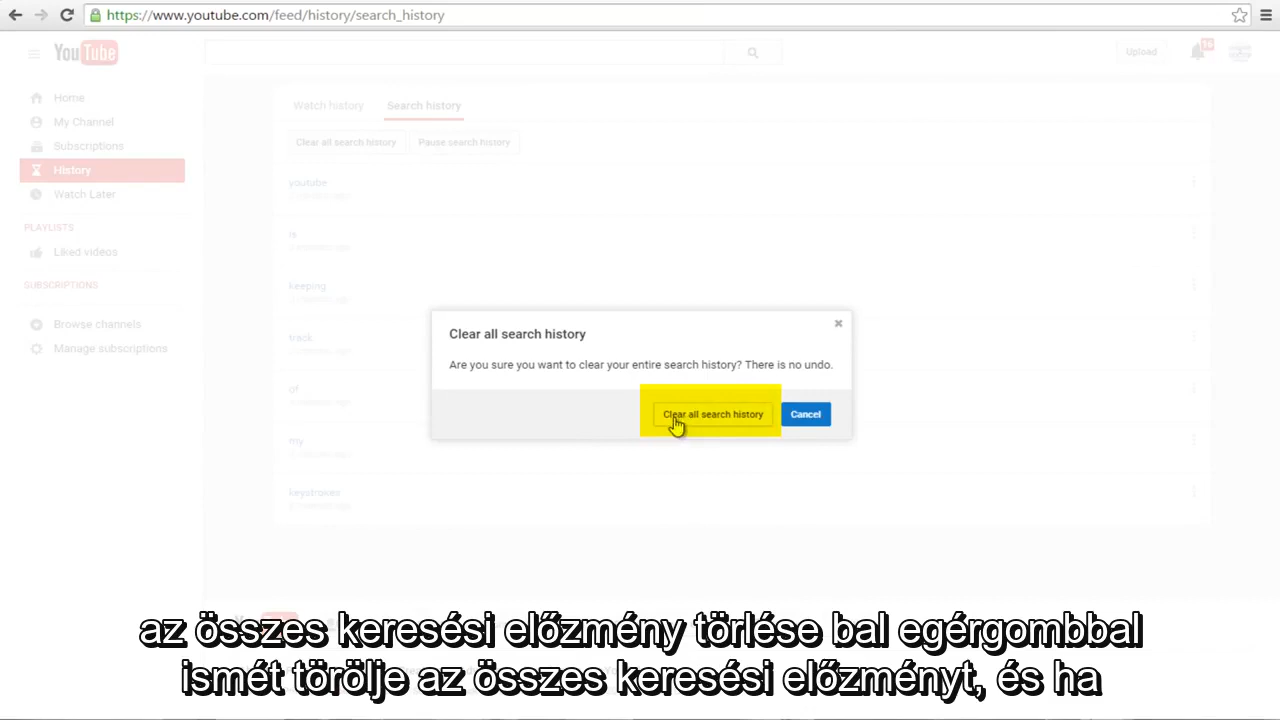 https://www.youtube.com/feed/history/search_history
YouTube
Upload
Home
My Channel
Subscriptions
History
Watch Later
PLAYLISTS
Liked videos
SUBSCRIPTIONS
Browse channels
Manage subscriptions
Watch history Search history
Clear all search history Pause search history
youtube
is
keeping
track
of
my
keystrokes
Clear all search history
Are you sure you want to clear your entire search history? There is no undo.
Clear all search history Cancel
az összes keresési előzmény törlése bal egérgombbal
ismét törölje az összes keresési előzményt, és ha